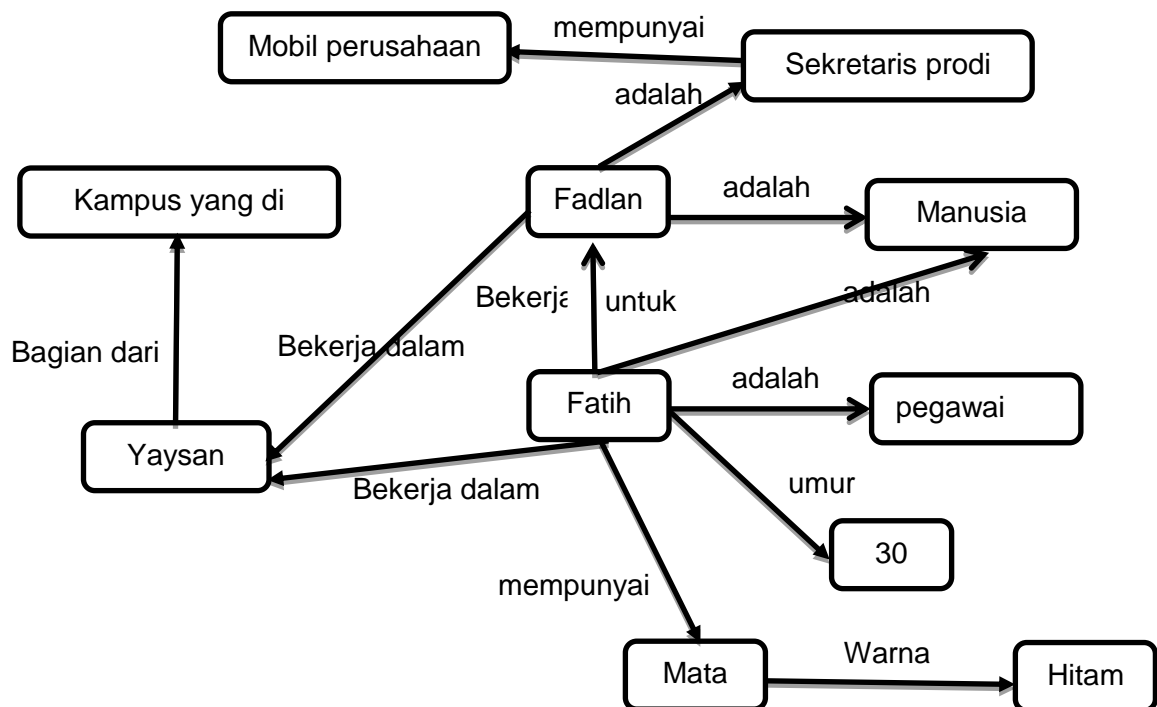 mempunyai
Mobil perusahaan
Sekretaris prodi
adalah
Kampus yang di
Fadlan
adalah
Manusia
Bekerja
untuk
adalah
Bagian dari
Bekerja dalam
adalah
Fatih
pegawai
Yaysan
Bekerja dalam
umur
30
mempunyai
Mata
Warna
Hitam